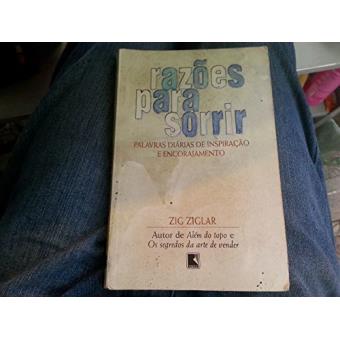 razões
para
sorrir
PALAVRAS DIÁRIAS DE INSPIRAÇÃO
E ENCORAJAMENTO
ZIG ZIGLAR
Autor de Além do topo e
Os segredos da arte de vender